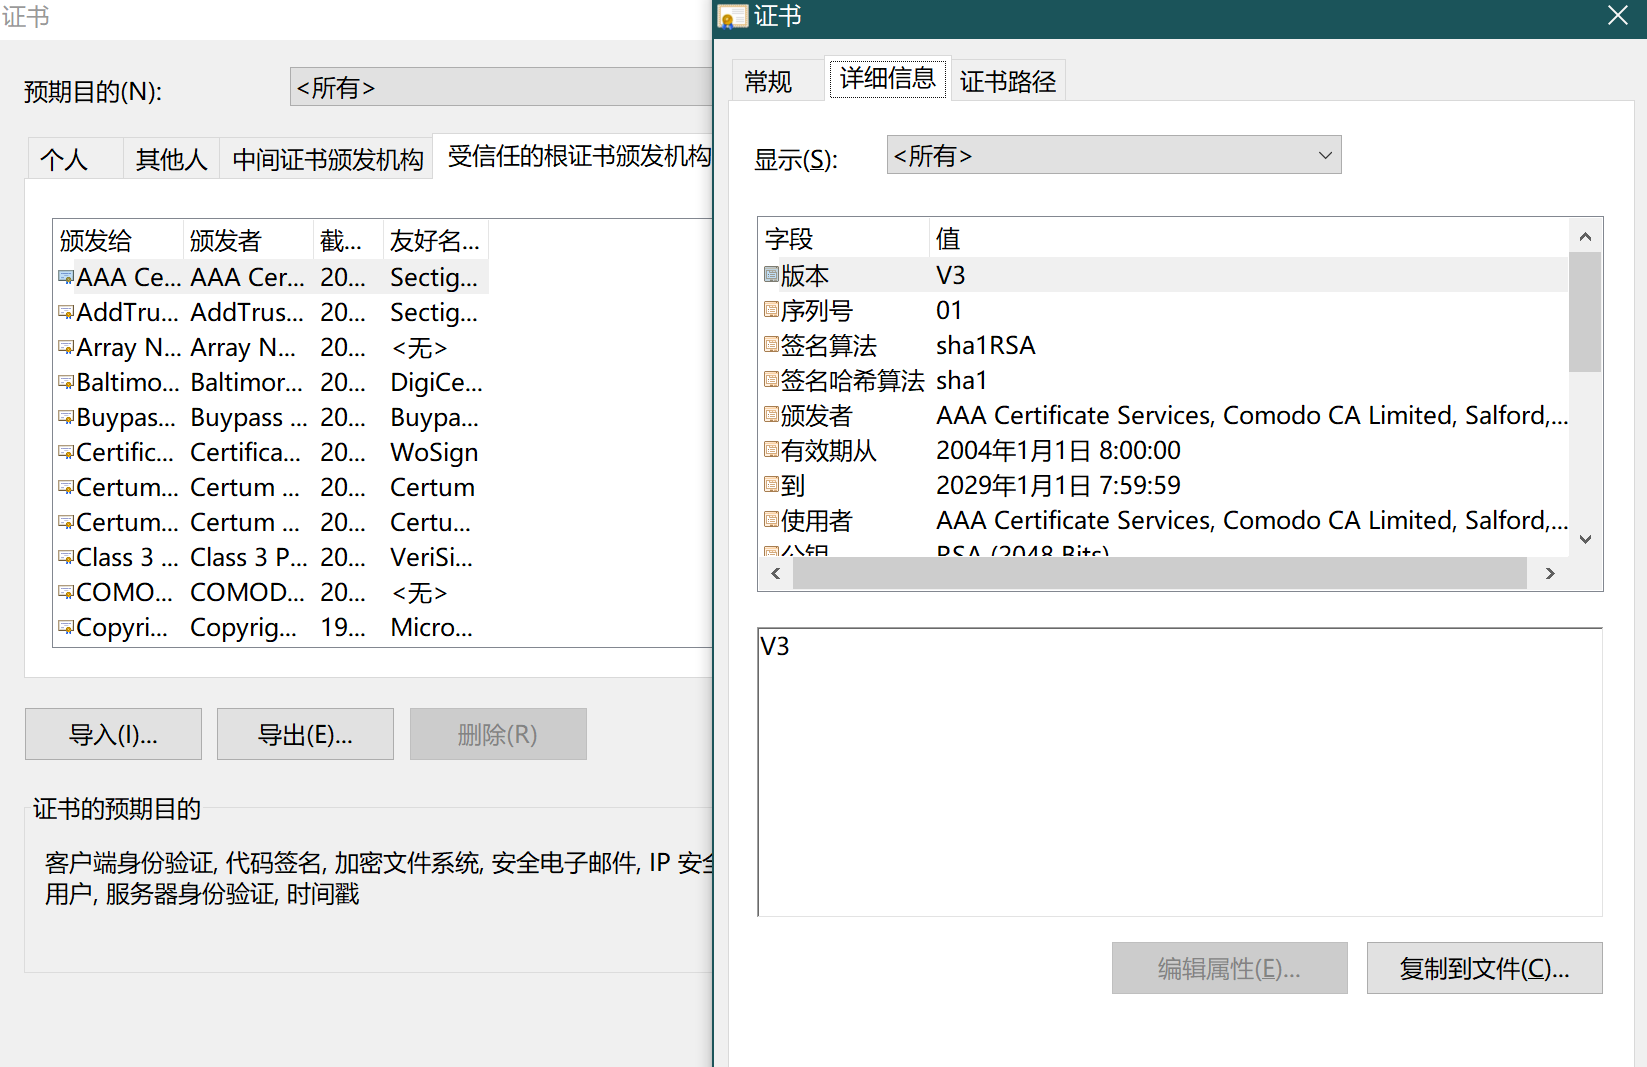 证书
预期目的(N):
<所有>
个人
其他人
中间证书颁发机构
受信任的根证书颁发机构
颁发给 颁发者 截... 友好名...
AAA Ce... AAA Cer... 20... Sectig...
AddTru... AddTrus... 20... Sectig...
Array N... Array N... 20... <无>
Baltimo... Baltimor... 20... DigiCe...
Buypas... Buypass ... 20... Buypa...
Certific... Certifica... 20... WoSign
Certum... Certum ... 20... Certum
Certum... Certum ... 20... Certu...
Class 3 ... Class 3 P... 20... VeriSi...
COMO... COMOD... 20... <无>
Copyri... Copyrig... 19... Micro...
导入(I)...
导出(E)...
删除(R)
证书的预期目的
客户端身份验证, 代码签名, 加密文件系统, 安全电子邮件, IP 安全
用户, 服务器身份验证, 时间戳
证书
常规
详细信息
证书路径
显示(S):
<所有>
字段 值
版本 V3
序列号 01
签名算法 sha1RSA
签名哈希算法 sha1
颁发者 AAA Certificate Services, Comodo CA Limited, Salford,...
有效期从 2004年1月1日 8:00:00
到 2029年1月1日 7:59:59
使用者 AAA Certificate Services, Comodo CA Limited, Salford,...
公钥 RSA (2048 Bits)
V3
编辑属性(E)...
复制到文件(C)...